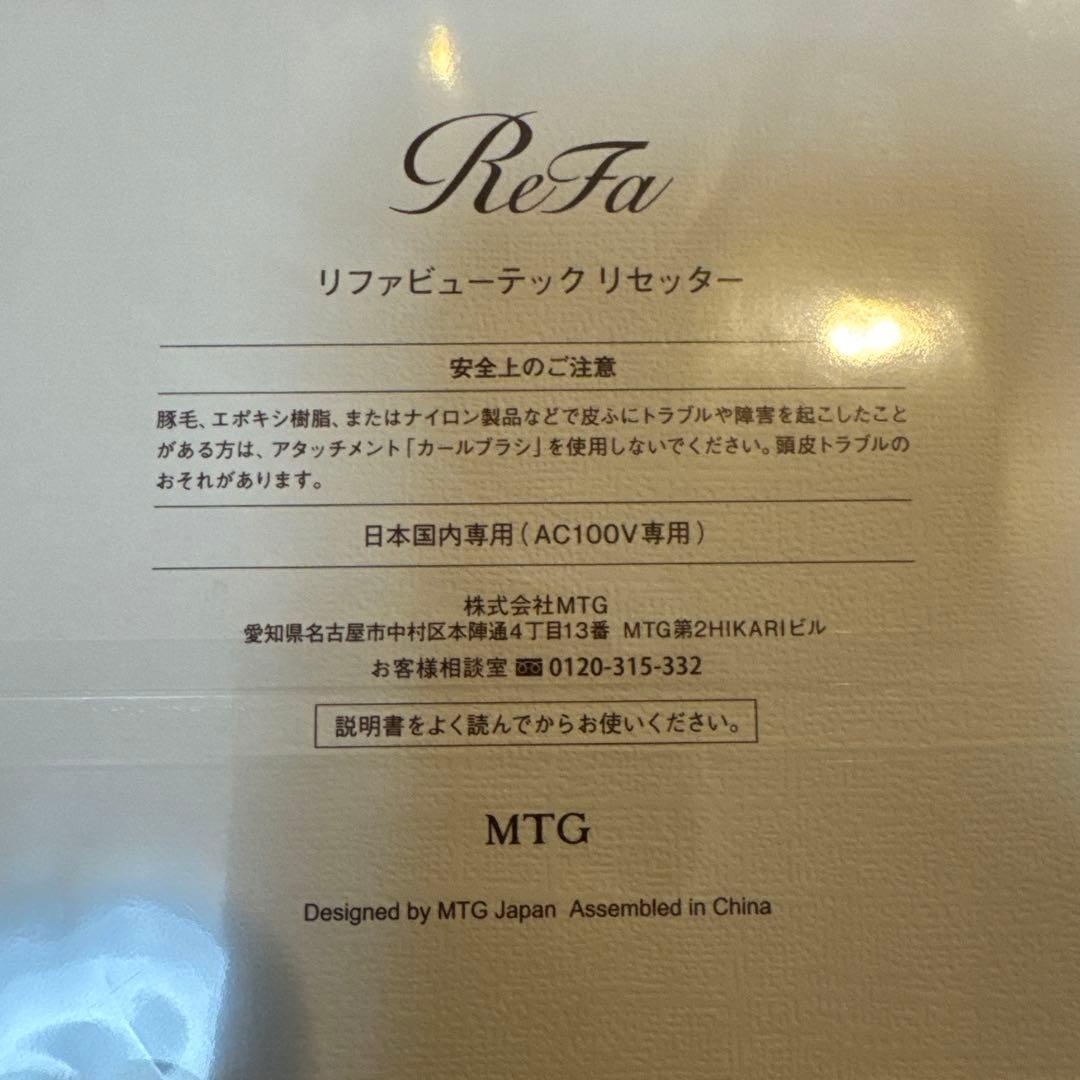 ReFa
リファビューテック リセッター
安全上のご注意
豚毛、エポキシ樹脂、またはナイロン製品などで皮ふにトラブルや障害を起こしたこと
がある方は、アタッチメント「カールブラシ」を使用しないでください。頭皮トラブルの
おそれがあります。
日本国内専用（AC100V専用）
株式会社MTG
愛知県名古屋市中村区本陣通4丁目13番 MTG第2HIKARIビル
お客様相談室 0120-315-332
説明書をよく読んでからお使いください。
MTG
Designed by MTG Japan Assembled in China